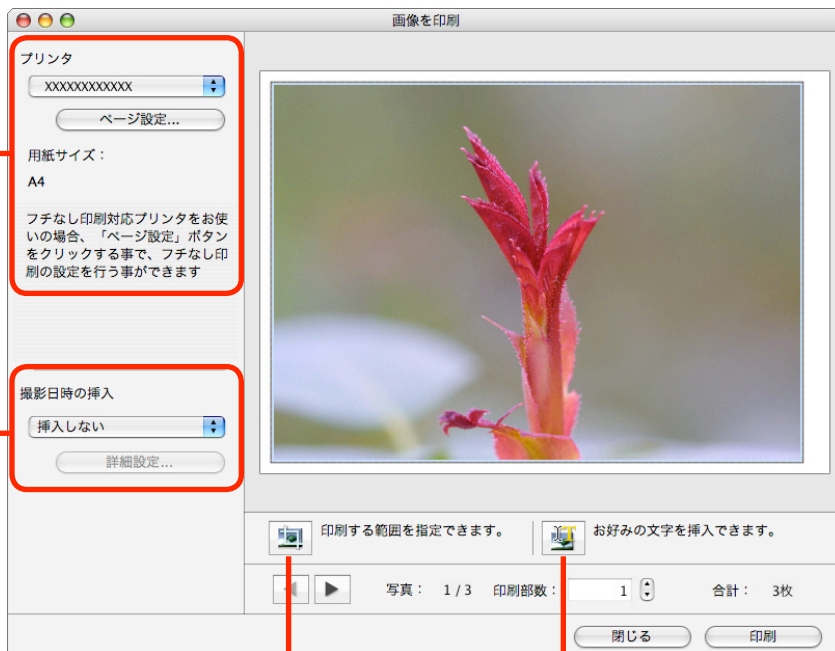 画像を印刷
プリンタ
XXXXXXXXXXXX
ページ設定...
用紙サイズ：
A4
フチなし印刷対応プリンタをお使
いの場合、「ページ設定」ボタン
をクリックする事で、フチなし印
刷の設定を行う事ができます
撮影日時の挿入
挿入しない
詳細設定...
印刷する範囲を指定できます。 お好みの文字を挿入できます。
写真： 1 / 3 印刷部数： 1 合計： 3枚
閉じる 印刷